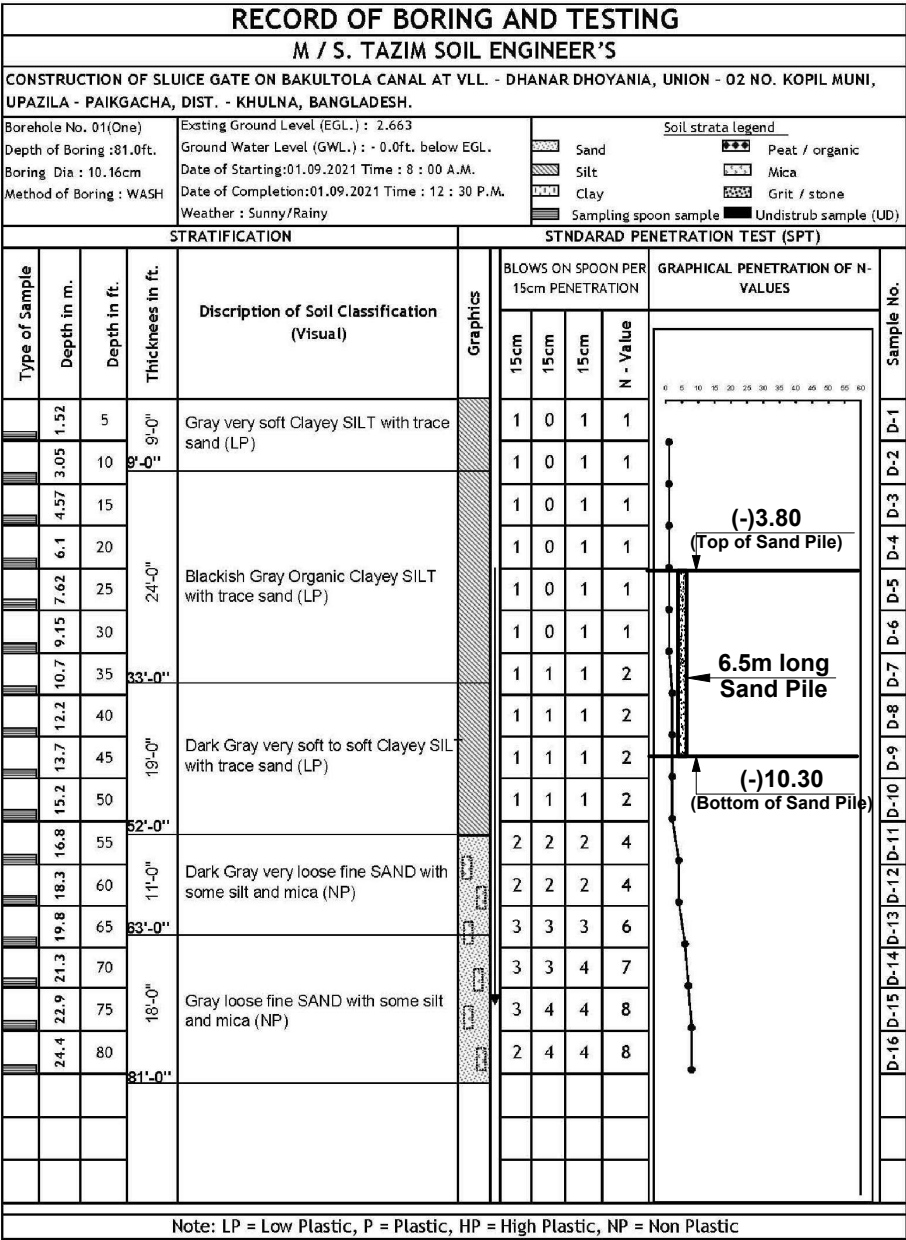 RECORD OF BORING AND TESTING
M / S. TAZIM SOIL ENGINEER'S
CONSTRUCTION OF SLUICE GATE ON BAKULTOLA CANAL AT VLL. - DHANAR DHOYANIA, UNION - 02 NO. KOPIL MUNI,
UPAZILA - PAIKGACHA, DIST. - KHULNA, BANGLADESH.
Borehole No. 01(One)
Depth of Boring :81.0ft.
Boring Dia : 10.16cm
Method of Boring : WASH
Exsting Ground Level (EGL.) : 2.663
Ground Water Level (GWL.) : - 0.0ft. below EGL.
Date of Starting:01.09.2021 Time : 8 : 00 A.M.
Date of Completion:01.09.2021 Time : 12 : 30 P.M.
Weather : Sunny/Rainy
Soil strata legend
Sand Peat / organic
Silt Mica
Clay Grit / stone
Sampling spoon sample Undistrub sample (UD)
STRATIFICATION
STNDARAD PENETRATION TEST (SPT)
Type of Sample
Depth in m.
Depth in ft.
Thicknees in ft.
Discription of Soil Classification
(Visual)
Graphics
BLOWS ON SPOON PER
15cm PENETRATION
15cm 15cm 15cm N - Value
GRAPHICAL PENETRATION OF N-
VALUES
Sample No.
0 5 10 15 20 25 30 35 40 45 50 55 60
1.52 5 1 0 1 1 D-1
9'-0"
Gray very soft Clayey SILT with trace
sand (LP)
3.05 10 9'-0" 1 0 1 1 D-2
4.57 15 1 0 1 1 D-3
(-)3.80
6.1 20 1 0 1 1 D-4
(Top of Sand Pile)
24'-0"
Blackish Gray Organic Clayey SILT
with trace sand (LP)
7.62 25 1 0 1 1 D-5
9.15 30 1 0 1 1 D-6
6.5m long
Sand Pile
10.7 35 33'-0" 1 1 1 2 D-7
12.2 40 1 1 1 2 D-8
19'-0"
Dark Gray very soft to soft Clayey SILT
with trace sand (LP)
13.7 45 1 1 1 2 D-9
(-)10.30
(Bottom of Sand Pile)
15.2 50 1 1 1 2 D-10
52'-0"
16.8 55 2 2 2 4 D-11
11'-0"
Dark Gray very loose fine SAND with
some silt and mica (NP)
18.3 60 2 2 2 4 D-12
19.8 65 63'-0" 3 3 3 6 D-13
21.3 70 3 3 4 7 D-14
18'-0"
Gray loose fine SAND with some silt
and mica (NP)
22.9 75 3 4 4 8 D-15
24.4 80 2 4 4 8 D-16
81'-0"
Note: LP = Low Plastic, P = Plastic, HP = High Plastic, NP = Non Plastic